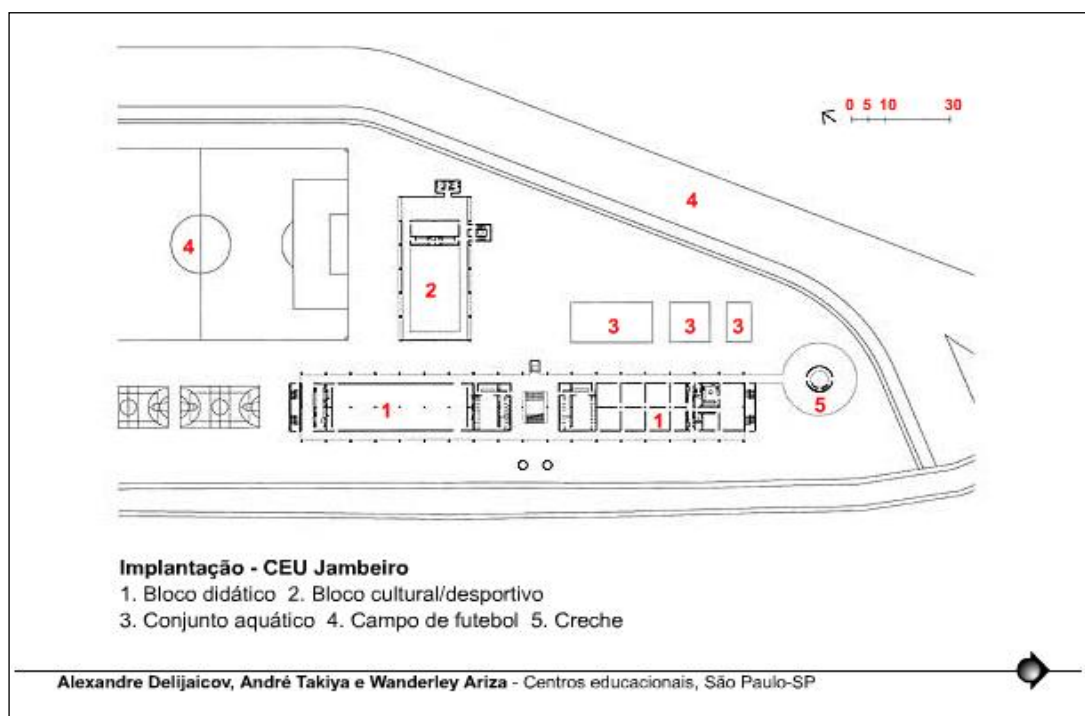 0 5 10 30
4
4
2
3 3 3
1
1
5
Implantação - CEU Jambeiro
1. Bloco didático 2. Bloco cultural/desportivo
3. Conjunto aquático 4. Campo de futebol 5. Creche
Alexandre Delijaicov, André Takiya e Wanderley Ariza - Centros educacionais, São Paulo-SP